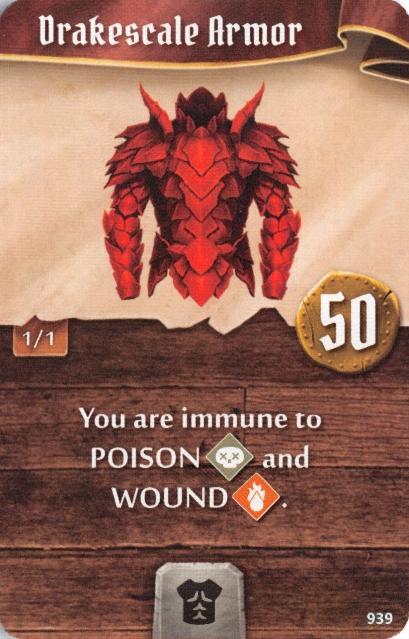 Drakescale Armor
50
1/1
You are immune to
POISON and
WOUND .
939